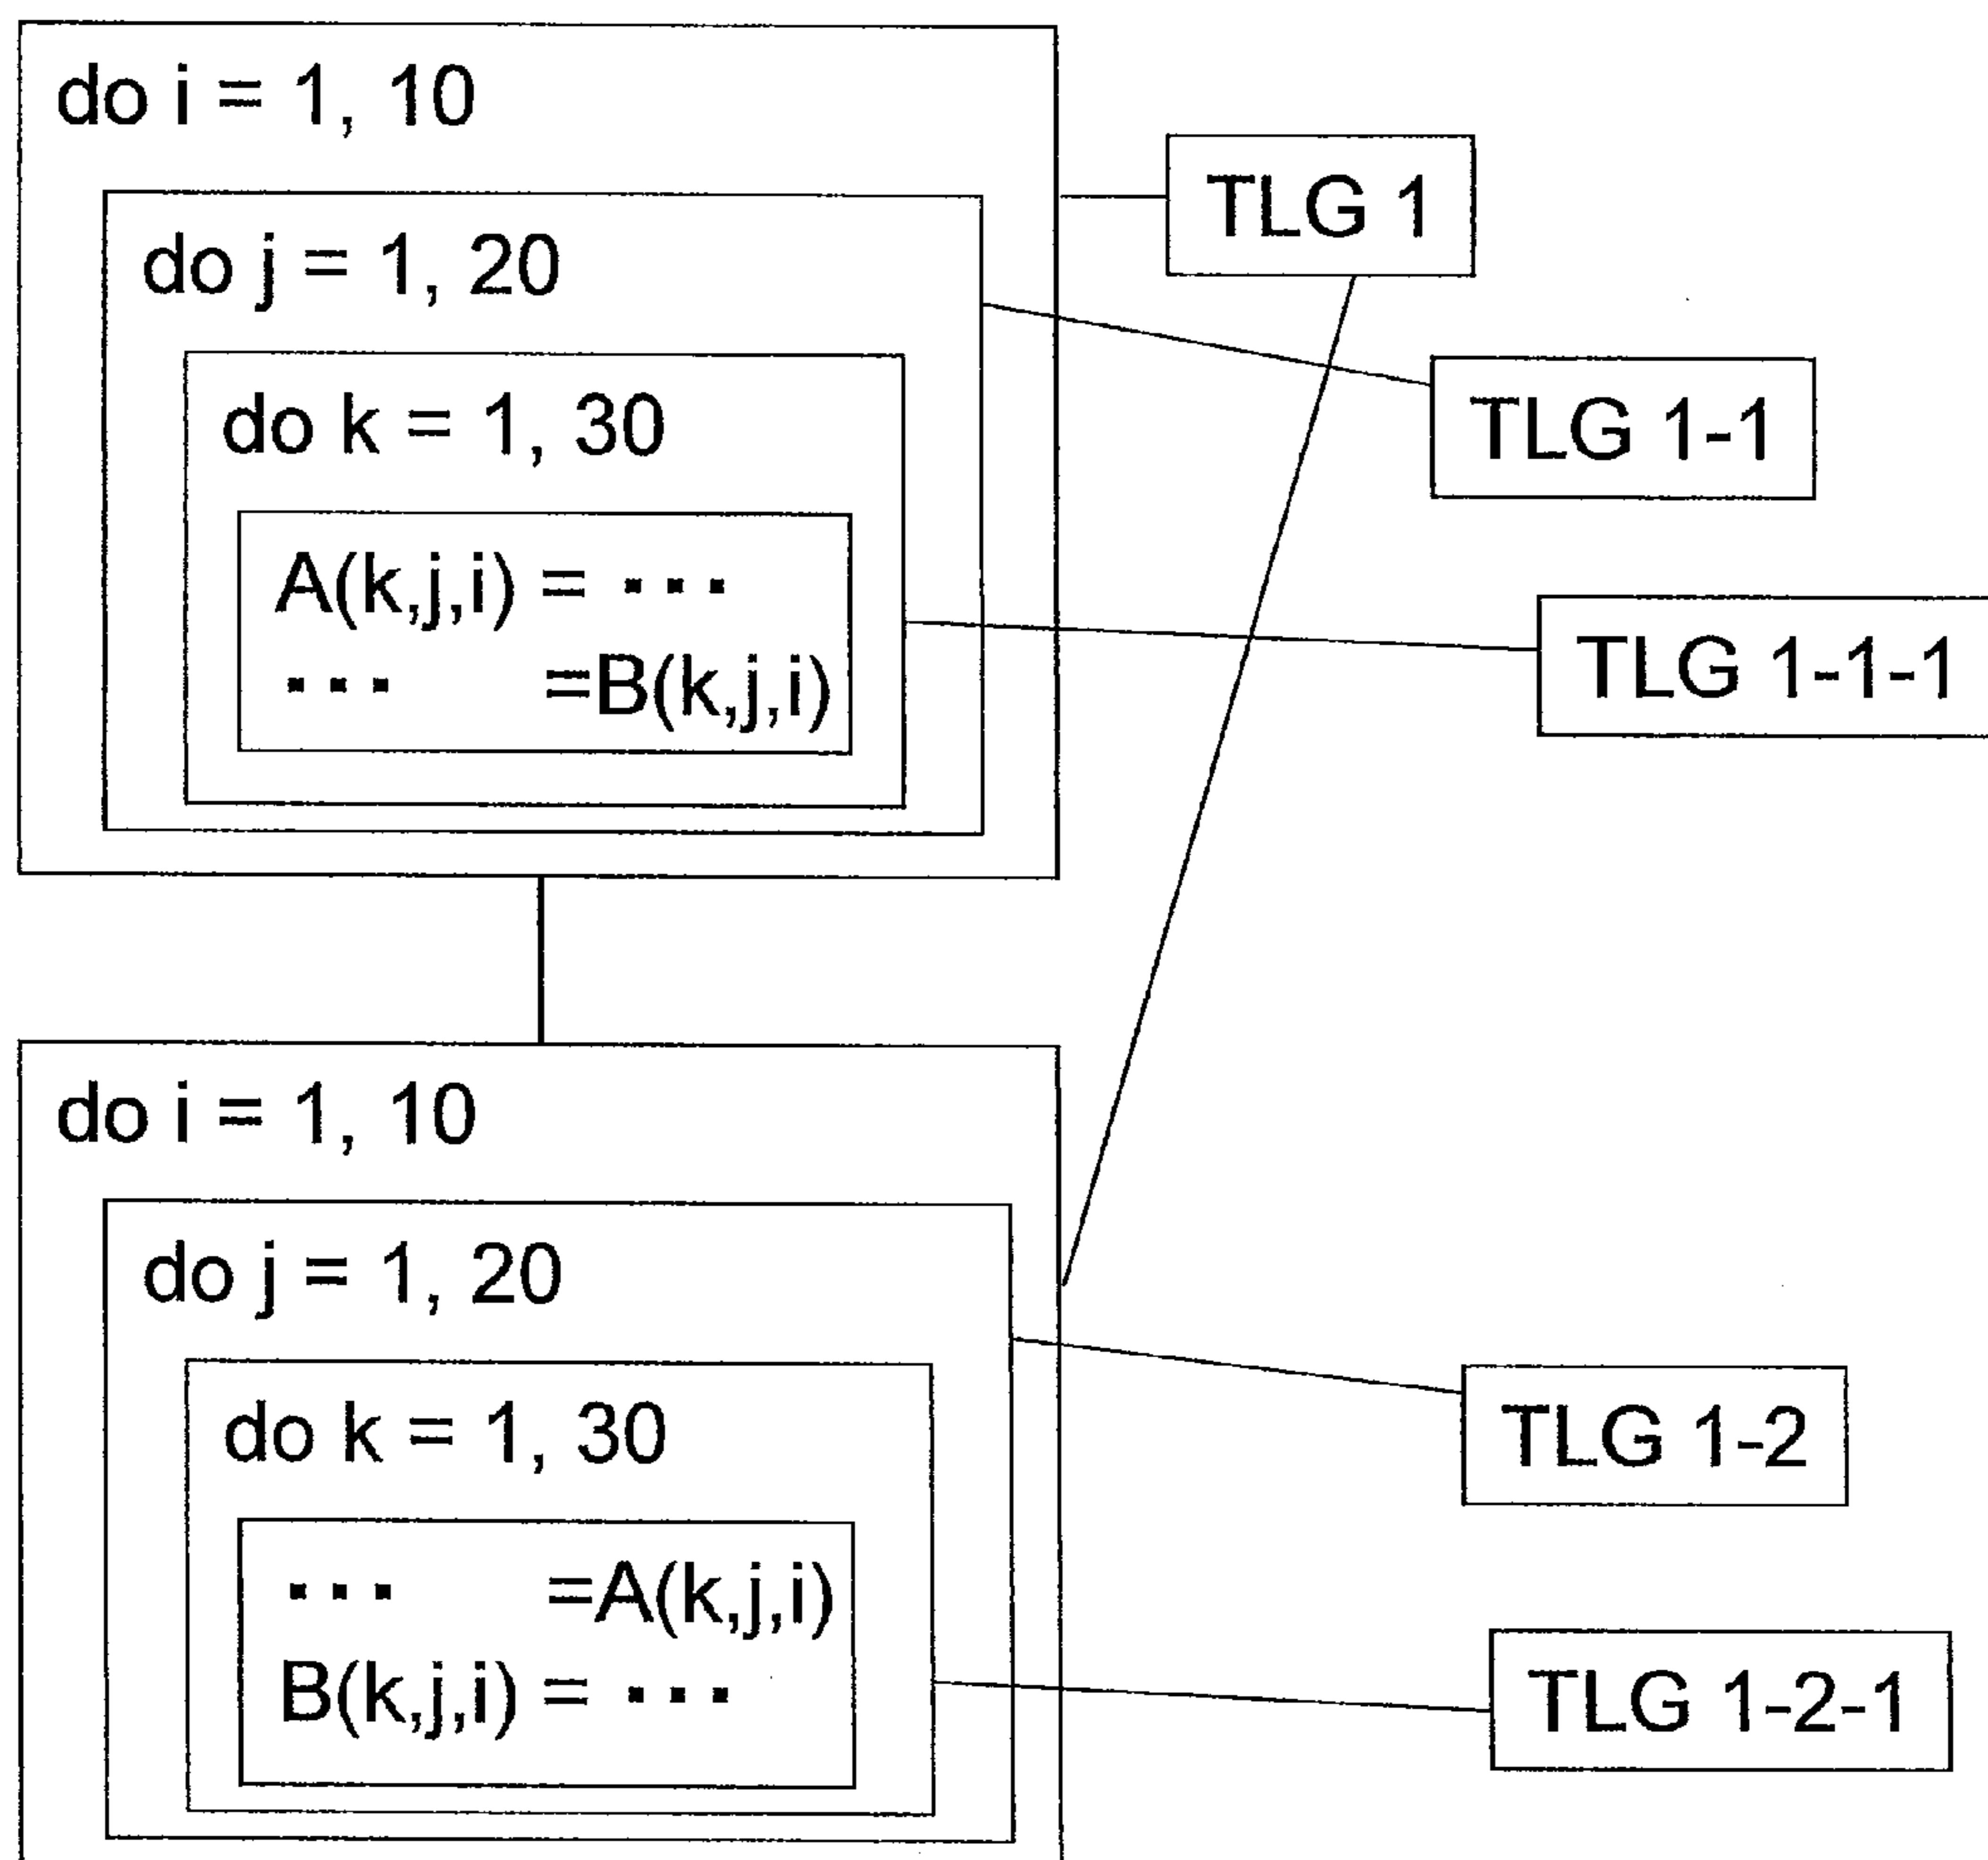 do i = 1, 10
TLG 1
do j = 1, 20
TLG 1-1
do k = 1, 30
A(k,j,i) = ···
··· =B(k,j,i)
TLG 1-1-1
do i = 1, 10
do j = 1, 20
TLG 1-2
do k = 1, 30
··· =A(k,j,i)
B(k,j,i) = ···
TLG 1-2-1